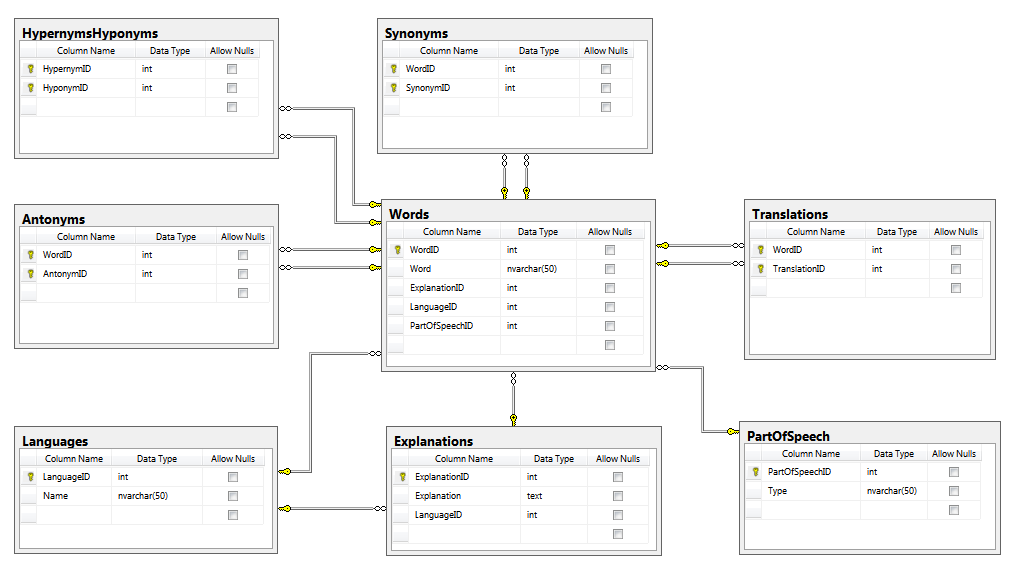 HypernymsHyponyms
Column Name Data Type Allow Nulls
HypernymID int
HyponymID int
Synonyms
Column Name Data Type Allow Nulls
WordID int
SynonymID int
Antonyms
Column Name Data Type Allow Nulls
WordID int
AntonymID int
Words
Column Name Data Type Allow Nulls
WordID int
Word nvarchar(50)
ExplanationID int
LanguageID int
PartOfSpeechID int
Translations
Column Name Data Type Allow Nulls
WordID int
TranslationID int
Languages
Column Name Data Type Allow Nulls
LanguageID int
Name nvarchar(50)
Explanations
Column Name Data Type Allow Nulls
ExplanationID int
Explanation text
LanguageID int
PartOfSpeech
Column Name Data Type Allow Nulls
PartOfSpeechID int
Type nvarchar(50)